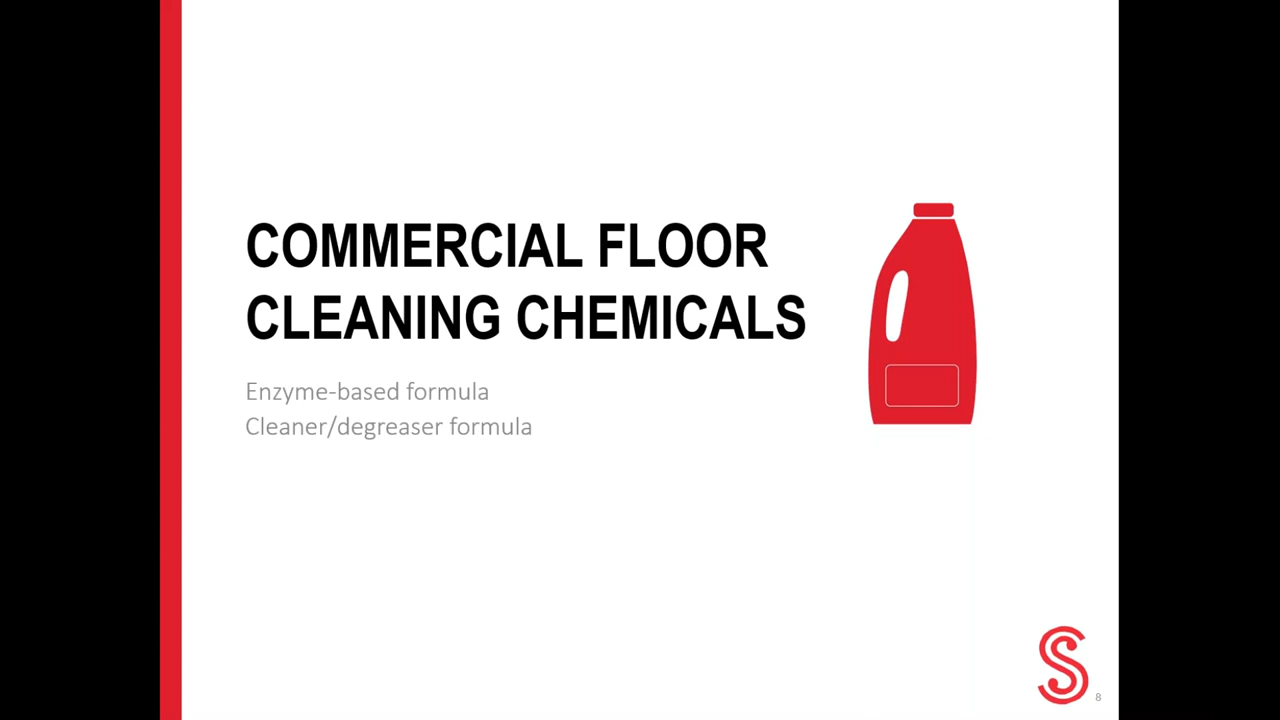 COMMERCIAL FLOOR
CLEANING CHEMICALS
Enzyme-based formula
Cleaner/degreaser formula
S
8